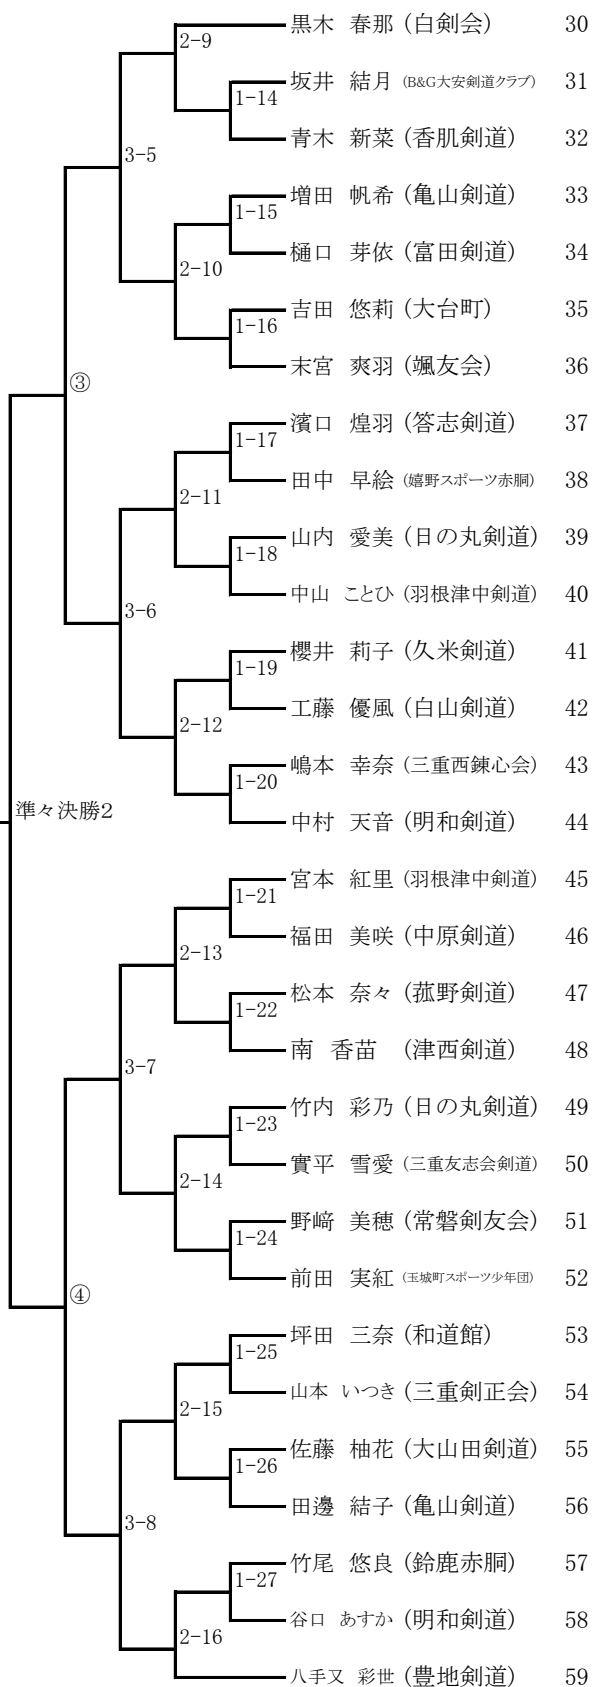 黒木 春那 (白剣会) 30
2-9
坂井 結月 (B&G大安剣道クラブ) 31
1-14
青木 新菜 (香肌剣道) 32
3-5
増田 帆希 (亀山剣道) 33
1-15
樋口 芽依 (富田剣道) 34
2-10
吉田 悠莉 (大台町) 35
1-16
末宮 爽羽 (颯友会) 36
③
濱口 煌羽 (答志剣道) 37
1-17
田中 早絵 (嬉野スポーツ赤胴) 38
2-11
山内 愛美 (日の丸剣道) 39
1-18
中山 ことひ (羽根津中剣道) 40
3-6
櫻井 莉子 (久米剣道) 41
1-19
工藤 優風 (白山剣道) 42
2-12
嶋本 幸奈 (三重西錬心会) 43
1-20
準々決勝2
中村 天音 (明和剣道) 44
宮本 紅里 (羽根津中剣道) 45
1-21
福田 美咲 (中原剣道) 46
2-13
松本 奈々 (菰野剣道) 47
1-22
南 香苗 (津西剣道) 48
3-7
竹内 彩乃 (日の丸剣道) 49
1-23
實平 雪愛 (三重友志会剣道) 50
2-14
野﨑 美穂 (常磐剣友会) 51
1-24
前田 実紅 (玉城町スポーツ少年団) 52
④
坪田 三奈 (和道館) 53
1-25
山本 いつき (三重剣正会) 54
2-15
佐藤 柚花 (大山田剣道) 55
1-26
田邊 結子 (亀山剣道) 56
3-8
竹尾 悠良 (鈴鹿赤胴) 57
1-27
谷口 あすか (明和剣道) 58
2-16
八手又 彩世 (豊地剣道) 59